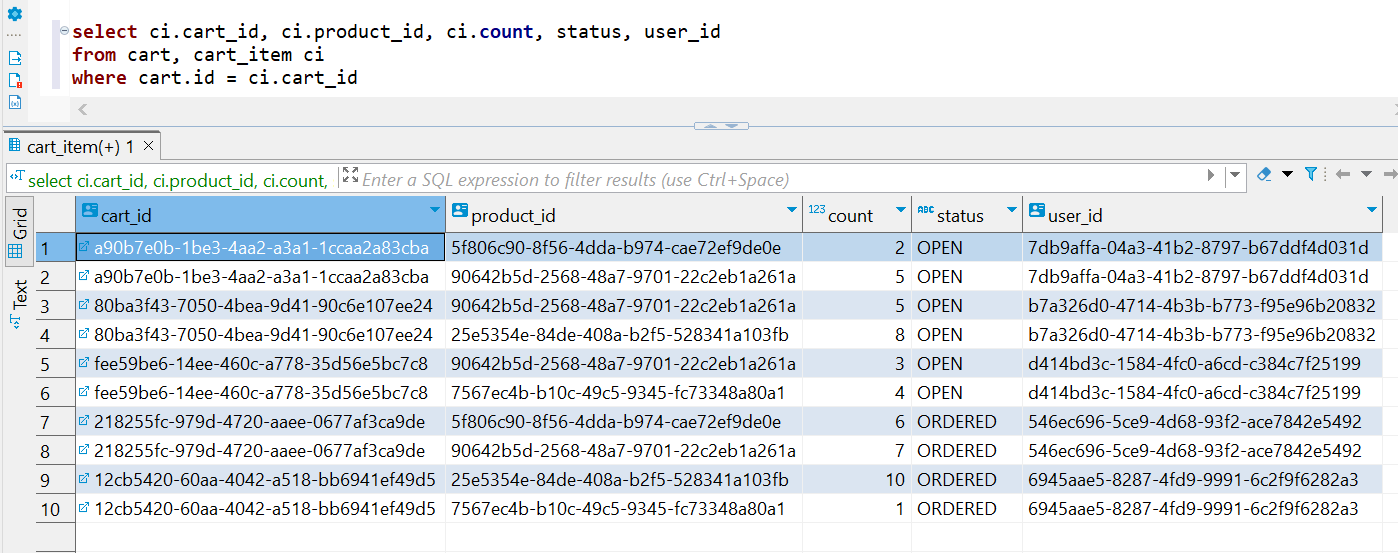 select ci.cart_id, ci.product_id, ci.count, status, user_id
from cart, cart_item ci
where cart.id = ci.cart_id
cart_item(+) 1
select ci.cart_id, ci.product_id, ci.count, Enter a SQL expression to filter results (use Ctrl+Space)
Grid
Text
cart_id product_id 123 count ABC status user_id
1 a90b7e0b-1be3-4aa2-a3a1-1ccaa2a83cba 5f806c90-8f56-4dda-b974-cae72ef9de0e 2 OPEN 7db9affa-04a3-41b2-8797-b67ddf4d031d
2 a90b7e0b-1be3-4aa2-a3a1-1ccaa2a83cba 90642b5d-2568-48a7-9701-22c2eb1a261a 5 OPEN 7db9affa-04a3-41b2-8797-b67ddf4d031d
3 80ba3f43-7050-4bea-9d41-90c6e107ee24 90642b5d-2568-48a7-9701-22c2eb1a261a 5 OPEN b7a326d0-4714-4b3b-b773-f95e96b20832
4 80ba3f43-7050-4bea-9d41-90c6e107ee24 25e5354e-84de-408a-b2f5-528341a103fb 8 OPEN b7a326d0-4714-4b3b-b773-f95e96b20832
5 fee59be6-14ee-460c-a778-35d56e5bc7c8 90642b5d-2568-48a7-9701-22c2eb1a261a 3 OPEN d414bd3c-1584-4fc0-a6cd-c384c7f25199
6 fee59be6-14ee-460c-a778-35d56e5bc7c8 7567ec4b-b10c-49c5-9345-fc73348a80a1 4 OPEN d414bd3c-1584-4fc0-a6cd-c384c7f25199
7 218255fc-979d-4720-aaee-0677af3ca9de 5f806c90-8f56-4dda-b974-cae72ef9de0e 6 ORDERED 546ec696-5ce9-4d68-93f2-ace7842e5492
8 218255fc-979d-4720-aaee-0677af3ca9de 90642b5d-2568-48a7-9701-22c2eb1a261a 7 ORDERED 546ec696-5ce9-4d68-93f2-ace7842e5492
9 12cb5420-60aa-4042-a518-bb6941ef49d5 25e5354e-84de-408a-b2f5-528341a103fb 10 ORDERED 6945aae5-8287-4fd9-9991-6c2f9f6282a3
10 12cb5420-60aa-4042-a518-bb6941ef49d5 7567ec4b-b10c-49c5-9345-fc73348a80a1 1 ORDERED 6945aae5-8287-4fd9-9991-6c2f9f6282a3